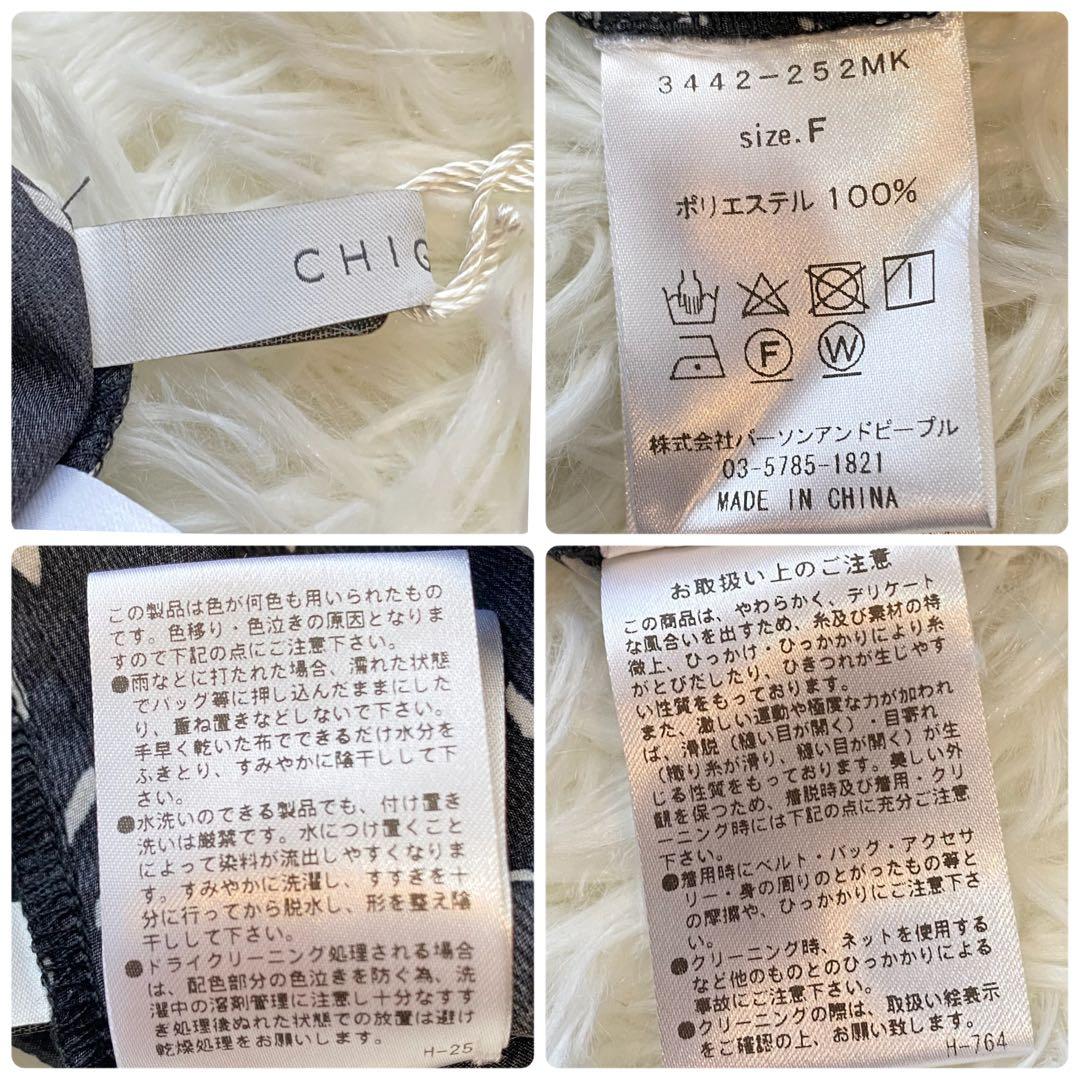 CHIG
3442-252MK
size.F
ポリエステル 100%
F
W
株式会社パーソンアンドピープル
03-5785-1821
MADE IN CHINA
この製品は色が何色も用いられたもの
です。色移り・色泣きの原因となりま
すので下記の点にご注意下さい。
●雨などに打たれた場合、濡れた状態
でバッグ等に押し込んだままにした
り、重ね置きなどしないで下さい。
手早く乾いた布でできるだけ水分を
ふきとり、すみやかに陰干しして下
さい。
●水洗いのできる製品でも、付け置き
洗いは厳禁です。水につけ置くこと
によって染料が流出しやすくなりま
す。すみやかに洗濯し、すすぎを十
分に行ってから脱水し、形を整え陰
干しして下さい。
●ドライクリーニング処理される場合
は、配色部分の色泣きを防ぐ為、洗
濯中の溶剤管理に注意し十分なすす
ぎ処理後ぬれた状態での放置は避け
乾燥処理をお願いします。
H-25
お取扱い上のご注意
この商品は、やわらかく、デリケート
な風合いを出すため、糸及び素材の特
徴上、ひっかけ・ひっかかりにより糸
がとびだしたり、ひきつれが生じやす
い性質をもっております。
また、激しい運動や極度な力が加われ
ば、滑脱（縫い目が開く）・目寄れ
（織り糸が滑り、縫い目が開く）が生
じる性質をもっております。美しい外
観を保つため、着脱時及び着用・クリ
ーニング時には下記の点に充分ご注意
下さい。
●着用時にベルト・バッグ・アクセサ
リー・身の周りのとがったもの等と
の摩擦や、ひっかかりにご注意下さ
い。
●クリーニング時、ネットを使用する
など他のものとのひっかかりによる
事故にご注意下さい。
●クリーニングの際は、取扱い絵表示
をご確認の上、お願い致します。
H-764